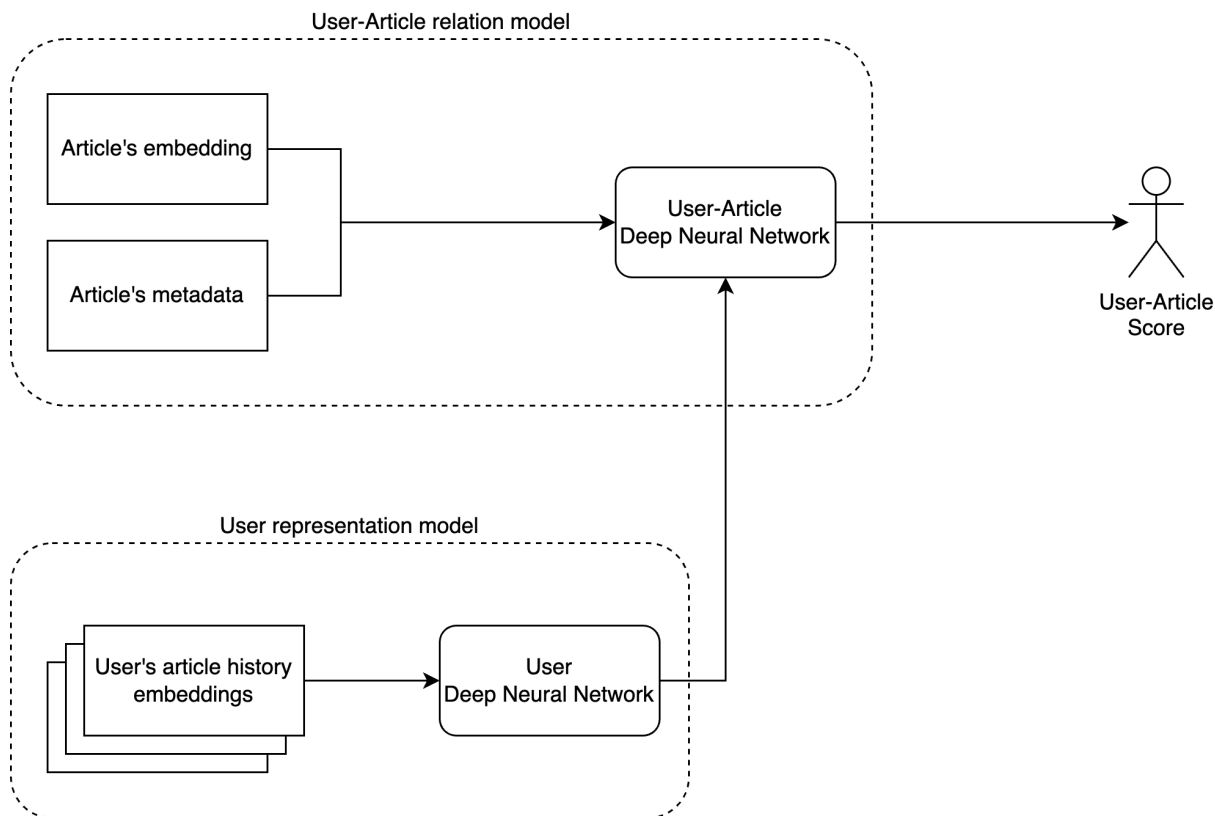 User-Article relation model
Article's embedding
Article's metadata
User-Article
Deep Neural Network
User-Article
Score
User representation model
User's article history
embeddings
User
Deep Neural Network